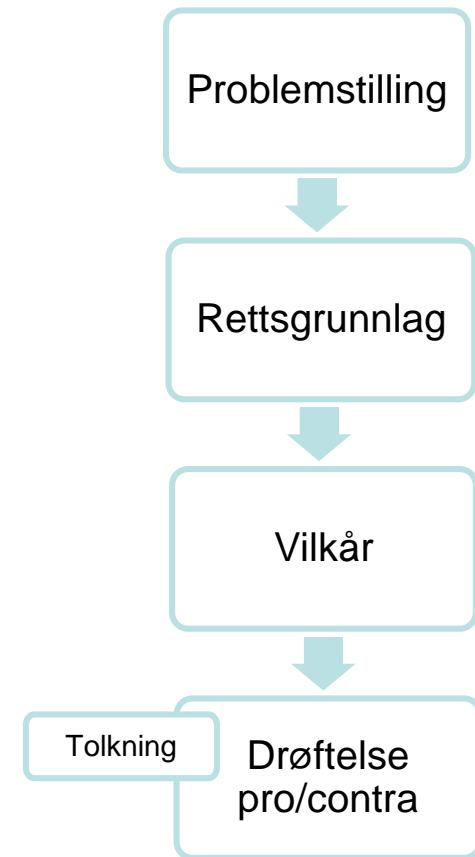 Problemstilling
Rettsgrunnlag
Vilkår
Tolkning
Drøftelse
pro/contra